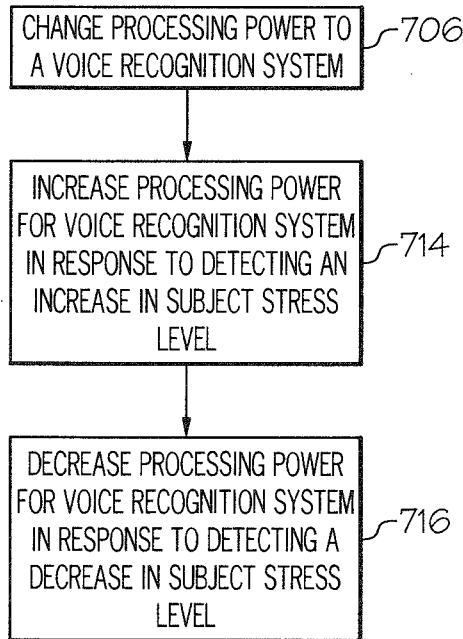 CHANGE PROCESSING POWER TO
A VOICE RECOGNITION SYSTEM
706
INCREASE PROCESSING POWER
FOR VOICE RECOGNITION SYSTEM
IN RESPONSE TO DETECTING AN
INCREASE IN SUBJECT STRESS
LEVEL
714
DECREASE PROCESSING POWER
FOR VOICE RECOGNITION SYSTEM
IN RESPONSE TO DETECTING A
DECREASE IN SUBJECT STRESS
LEVEL
716